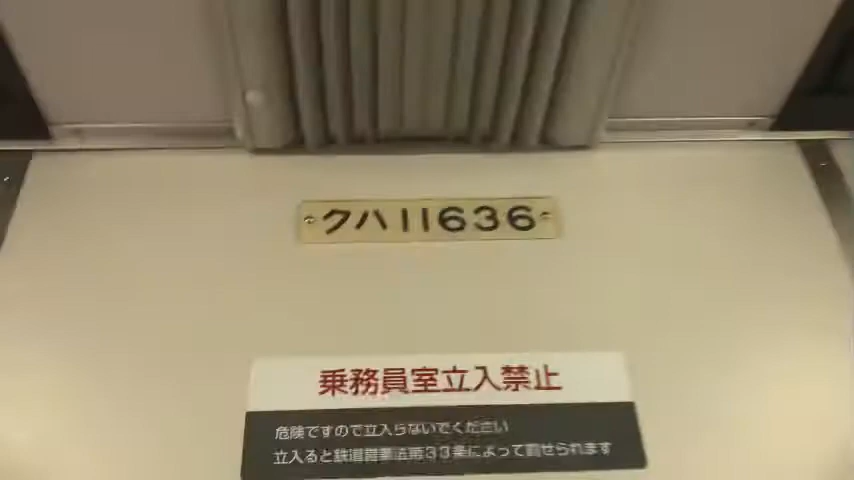 クハ11636
乗務員室立入禁止
危険ですので立入らないでください
立入ると鉄道営業法第33条によって罰せられます